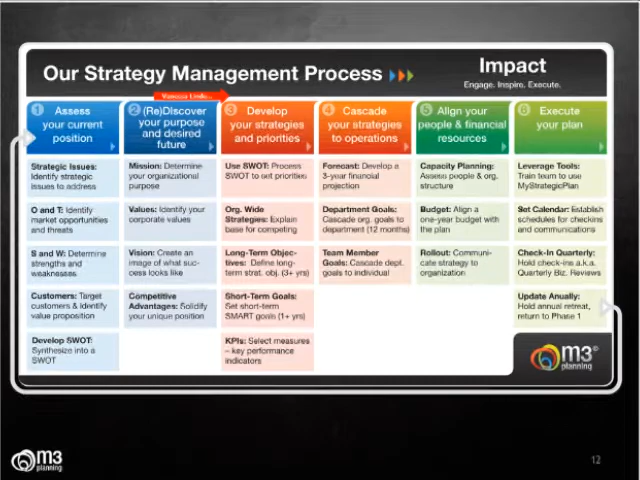 Our Strategy Management Process
Impact
Engage. Inspire. Execute.
1 Assess
your current
position
2 (Re)Discover
your purpose
and desired
future
3 Develop
your strategies
and priorities
4 Cascade
your strategies
to operations
5 Align your
people & financial
resources
6 Execute
your plan
Strategic Issues:
Identify strategic
issues to address
O and T: Identify
market opportunities
and threats
S and W: Determine
strengths and
weaknesses
Customers: Target
customers & Identify
value proposition
Develop SWOT:
Synthesize into a
SWOT
Mission: Determine
your organizational
purpose
Values: Identify your
corporate values
Vision: Create an
image of what suc-
cess looks like
Competitive
Advantages: Solidify
your unique position
Use SWOT: Process
SWOT to set priorities
Org. Wide
Strategies: Explain
base for competing
Long-Term Objec-
tives: Define long-
term strat. obj. (3+ yrs)
Short-Term Goals:
Set short-term
SMART goals (1+ yrs)
KPIs: Select measures
– key performance
indicators
Forecast: Develop a
3-year financial
projection
Department Goals:
Cascade org. goals to
department (12 months)
Team Member
Goals: Cascade dept.
goals to individual
Capacity Planning:
Assess people & org.
structure
Budget: Align a
one-year budget with
the plan
Rollout: Communi-
cate strategy to
organization
Leverage Tools:
Train team to use
MyStrategicPlan
Set Calendar: Establish
schedules for checkins
and communications
Check-In Quarterly:
Hold check-ins a.k.a.
Quarterly Biz. Reviews
Update Annually:
Hold annual retreat,
return to Phase 1
m3
planning
m3
planning
12